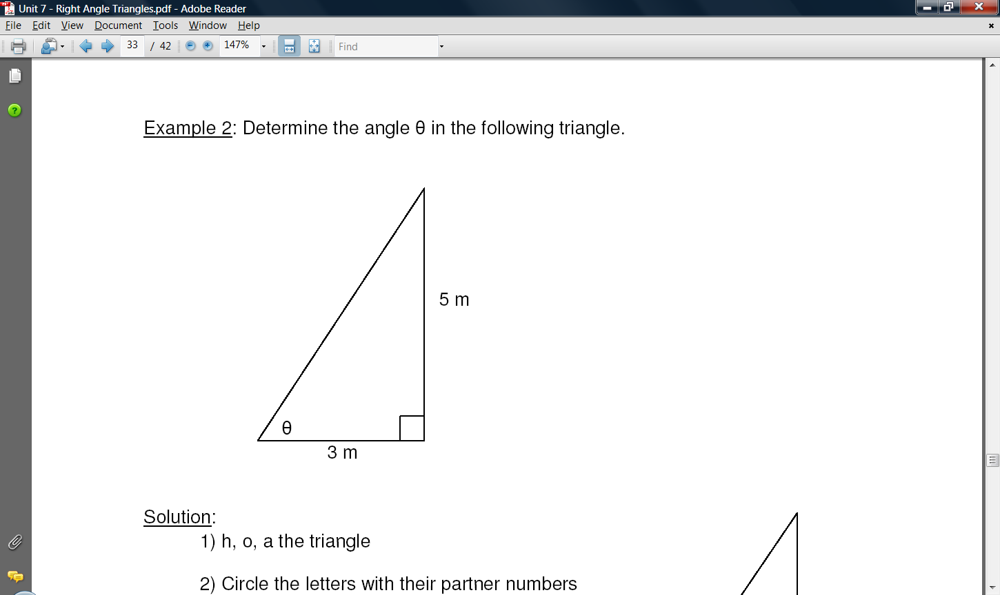 Unit 7 - Right Angle Triangles.pdf - Adobe Reader
File Edit View Document Tools Window Help
33 / 42 147% Find
Example 2: Determine the angle θ in the following triangle.
5 m
θ
3 m
Solution:
1) h, o, a the triangle
2) Circle the letters with their partner numbers